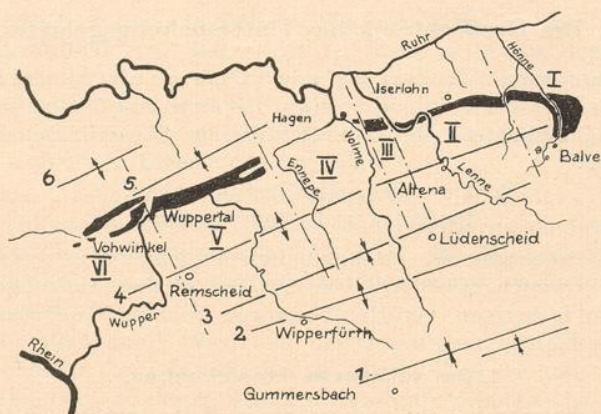 Ruhr
Hönne
I
Iserlohn
Hagen
II
III
IV
Volme
Ennepe
Balve
6
5
Altena
Lenne
Wuppertal
V
Vohwinkel
VI
Lüdenscheid
4
Remscheid
3
Wupper
2
Wipperfürth
Rhein
1
Gummersbach